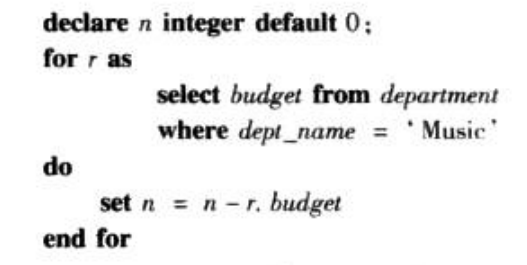 declare n integer default 0;
for r as
select budget from department
where dept_name = ‘Music’
do
set n = n – r. budget
end for